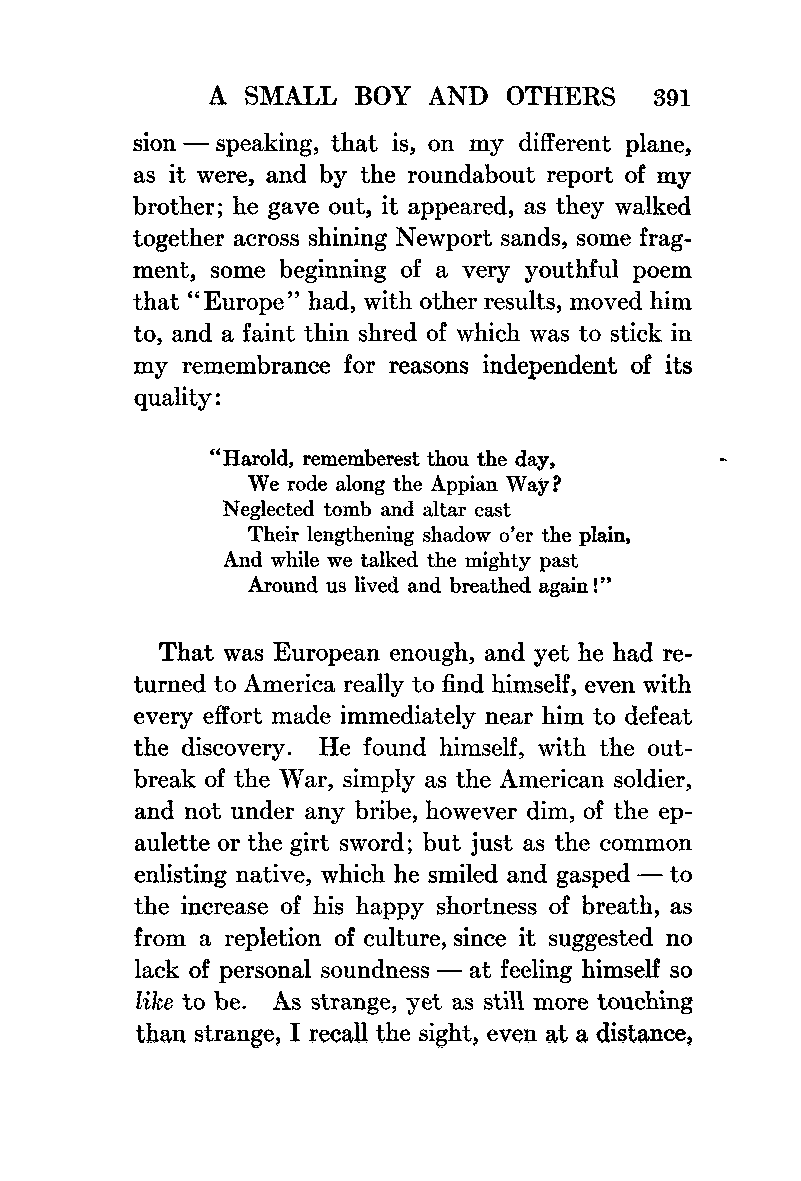 A SMALL BOY AND OTHERS 391
sion — speaking, that is, on my different plane,
as it were, and by the roundabout report of my
brother; he gave out, it appeared, as they walked
together across shining Newport sands, some frag-
ment, some beginning of a very youthful poem
that "Europe" had, with other results, moved him
to, and a faint thin shred of which was to stick in
my remembrance for reasons independent of its
quality:
"Harold, rememberest thou the day,
We rode along the Appian Way?
Neglected tomb and altar cast
Their lengthening shadow o'er the plain,
And while we talked the mighty past
Around us lived and breathed again!"
That was European enough, and yet he had re-
turned to America really to find himself, even with
every effort made immediately near him to defeat
the discovery. He found himself, with the out-
break of the War, simply as the American soldier,
and not under any bribe, however dim, of the ep-
aulette or the girt sword; but just as the common
enlisting native, which he smiled and gasped — to
the increase of his happy shortness of breath, as
from a repletion of culture, since it suggested no
lack of personal soundness — at feeling himself so
like to be. As strange, yet as still more touching
than strange, I recall the sight, even at a distance,